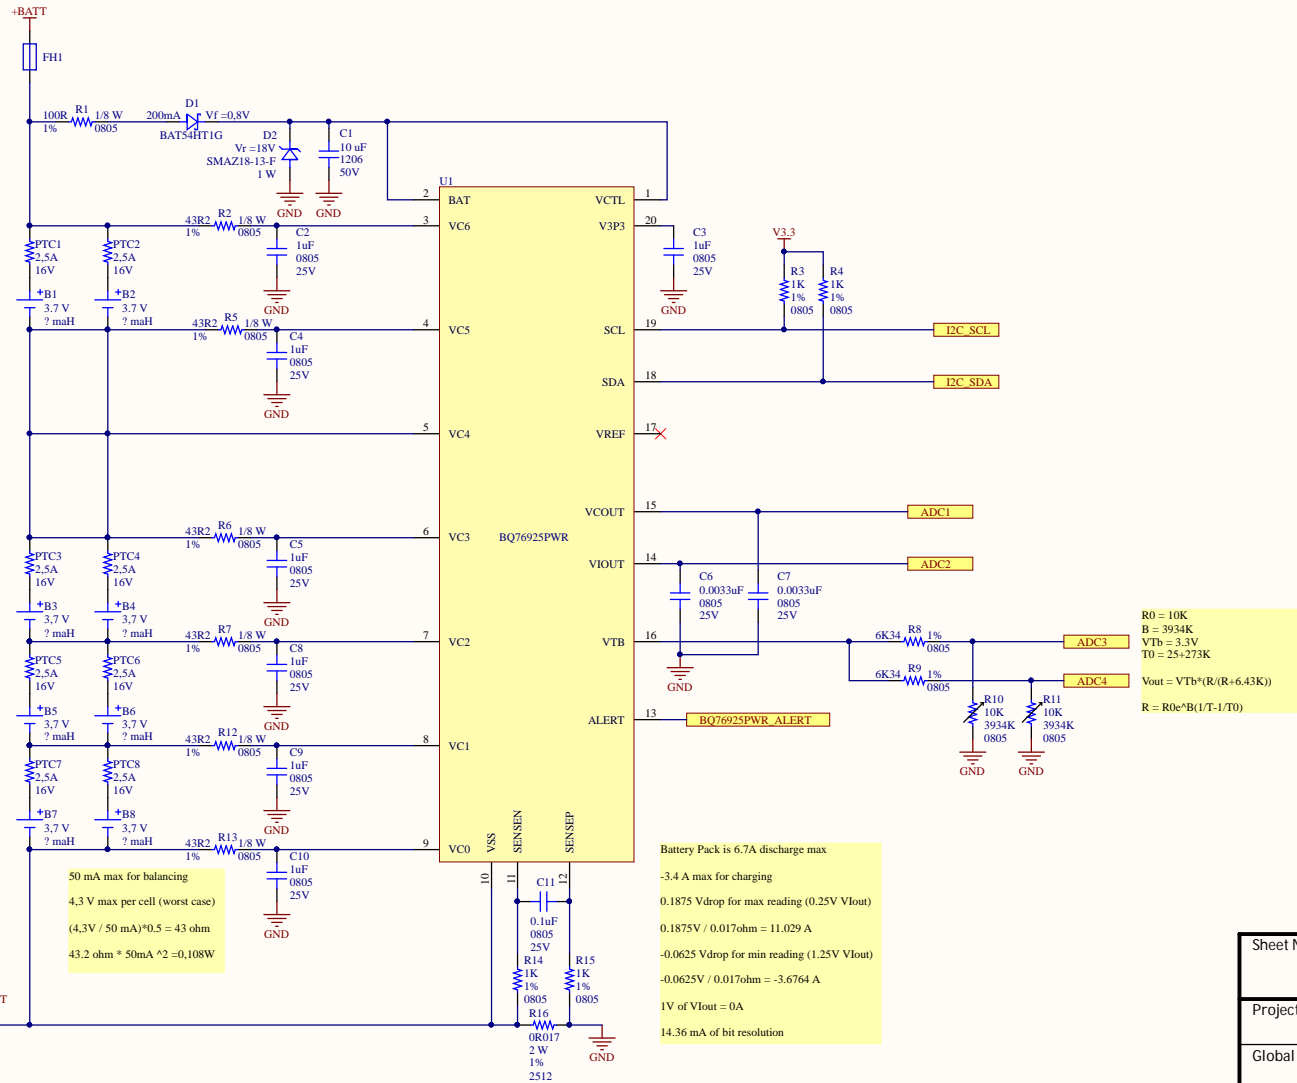 +BATT
FH1
100R
1%
R1
1/8 W
0805
200mA
D1
Vf =0,8V
BAT54HT1G
D2
Vr =18V
SMAZ18-13-F
1 W
C1
10 uF
1206
50V
GND
GND
U1
2
BAT
VCTL
1
43R2
1%
R2
1/8 W
0805
3
VC6
V3P3
20
C2
1uF
0805
25V
GND
C3
1uF
0805
25V
GND
V3.3
R3
1K
1%
0805
R4
1K
1%
0805
PTC1
2,5A
16V
PTC2
2,5A
16V
+B1
3.7 V
? maH
+B2
3.7 V
? maH
43R2
1%
R5
1/8 W
0805
4
VC5
SCL
19
I2C_SCL
C4
1uF
0805
25V
GND
SDA
18
I2C_SDA
5
VC4
VREF
17
VCOUT
15
ADC1
43R2
1%
R6
1/8 W
0805
6
VC3
BQ76925PWR
VIOUT
14
ADC2
C5
1uF
0805
25V
GND
PTC3
2,5A
16V
PTC4
2,5A
16V
+B3
3,7 V
? maH
+B4
3,7 V
? maH
C6
0.0033uF
0805
25V
C7
0.0033uF
0805
25V
GND
43R2
1%
R7
1/8 W
0805
7
VC2
VTB
16
6K34
R8
1%
0805
ADC3
6K34
R9
1%
0805
ADC4
R0 = 10K
B = 3934K
VTb = 3.3V
T0 = 25+273K
Vout = VTb*(R/(R+6.43K))
R = R0e^B(1/T-1/T0)
C8
1uF
0805
25V
GND
PTC5
2,5A
16V
PTC6
2,5A
16V
+B5
3,7 V
? maH
+B6
3,7 V
? maH
ALERT
13
BQ76925PWR_ALERT
R10
10K
3934K
0805
GND
R11
10K
3934K
0805
GND
43R2
1%
R12
1/8 W
0805
8
VC1
C9
1uF
0805
25V
GND
PTC7
2,5A
16V
PTC8
2,5A
16V
+B7
3,7 V
? maH
+B8
3,7 V
? maH
43R2
1%
R13
1/8 W
0805
9
VC0
VSS
SENSEN
SENSEP
10
11
12
C10
1uF
0805
25V
GND
50 mA max for balancing
4,3 V max per cell (worst case)
(4,3V / 50 mA)*0.5 = 43 ohm
43.2 ohm * 50mA ^2 =0,108W
C11
0.1uF
0805
25V
R14
1K
1%
0805
R15
1K
1%
0805
R16
0R017
2 W
1%
2512
GND
Battery Pack is 6.7A discharge max
-3.4 A max for charging
0.1875 Vdrop for max reading (0.25V VIout)
0.1875V / 0.017ohm = 11.029 A
-0.0625 Vdrop for min reading (1.25V VIout)
-0.0625V / 0.017ohm = -3.6764 A
1V of VIout = 0A
14.36 mA of bit resolution
T
Sheet N
Project
Global